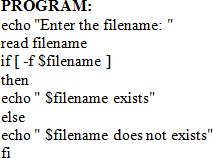 PROGRAM:
echo "Enter the filename: "
read filename
if [ -f $filename ]
then
echo " $filename exists"
else
echo " $filename does not exists"
fi